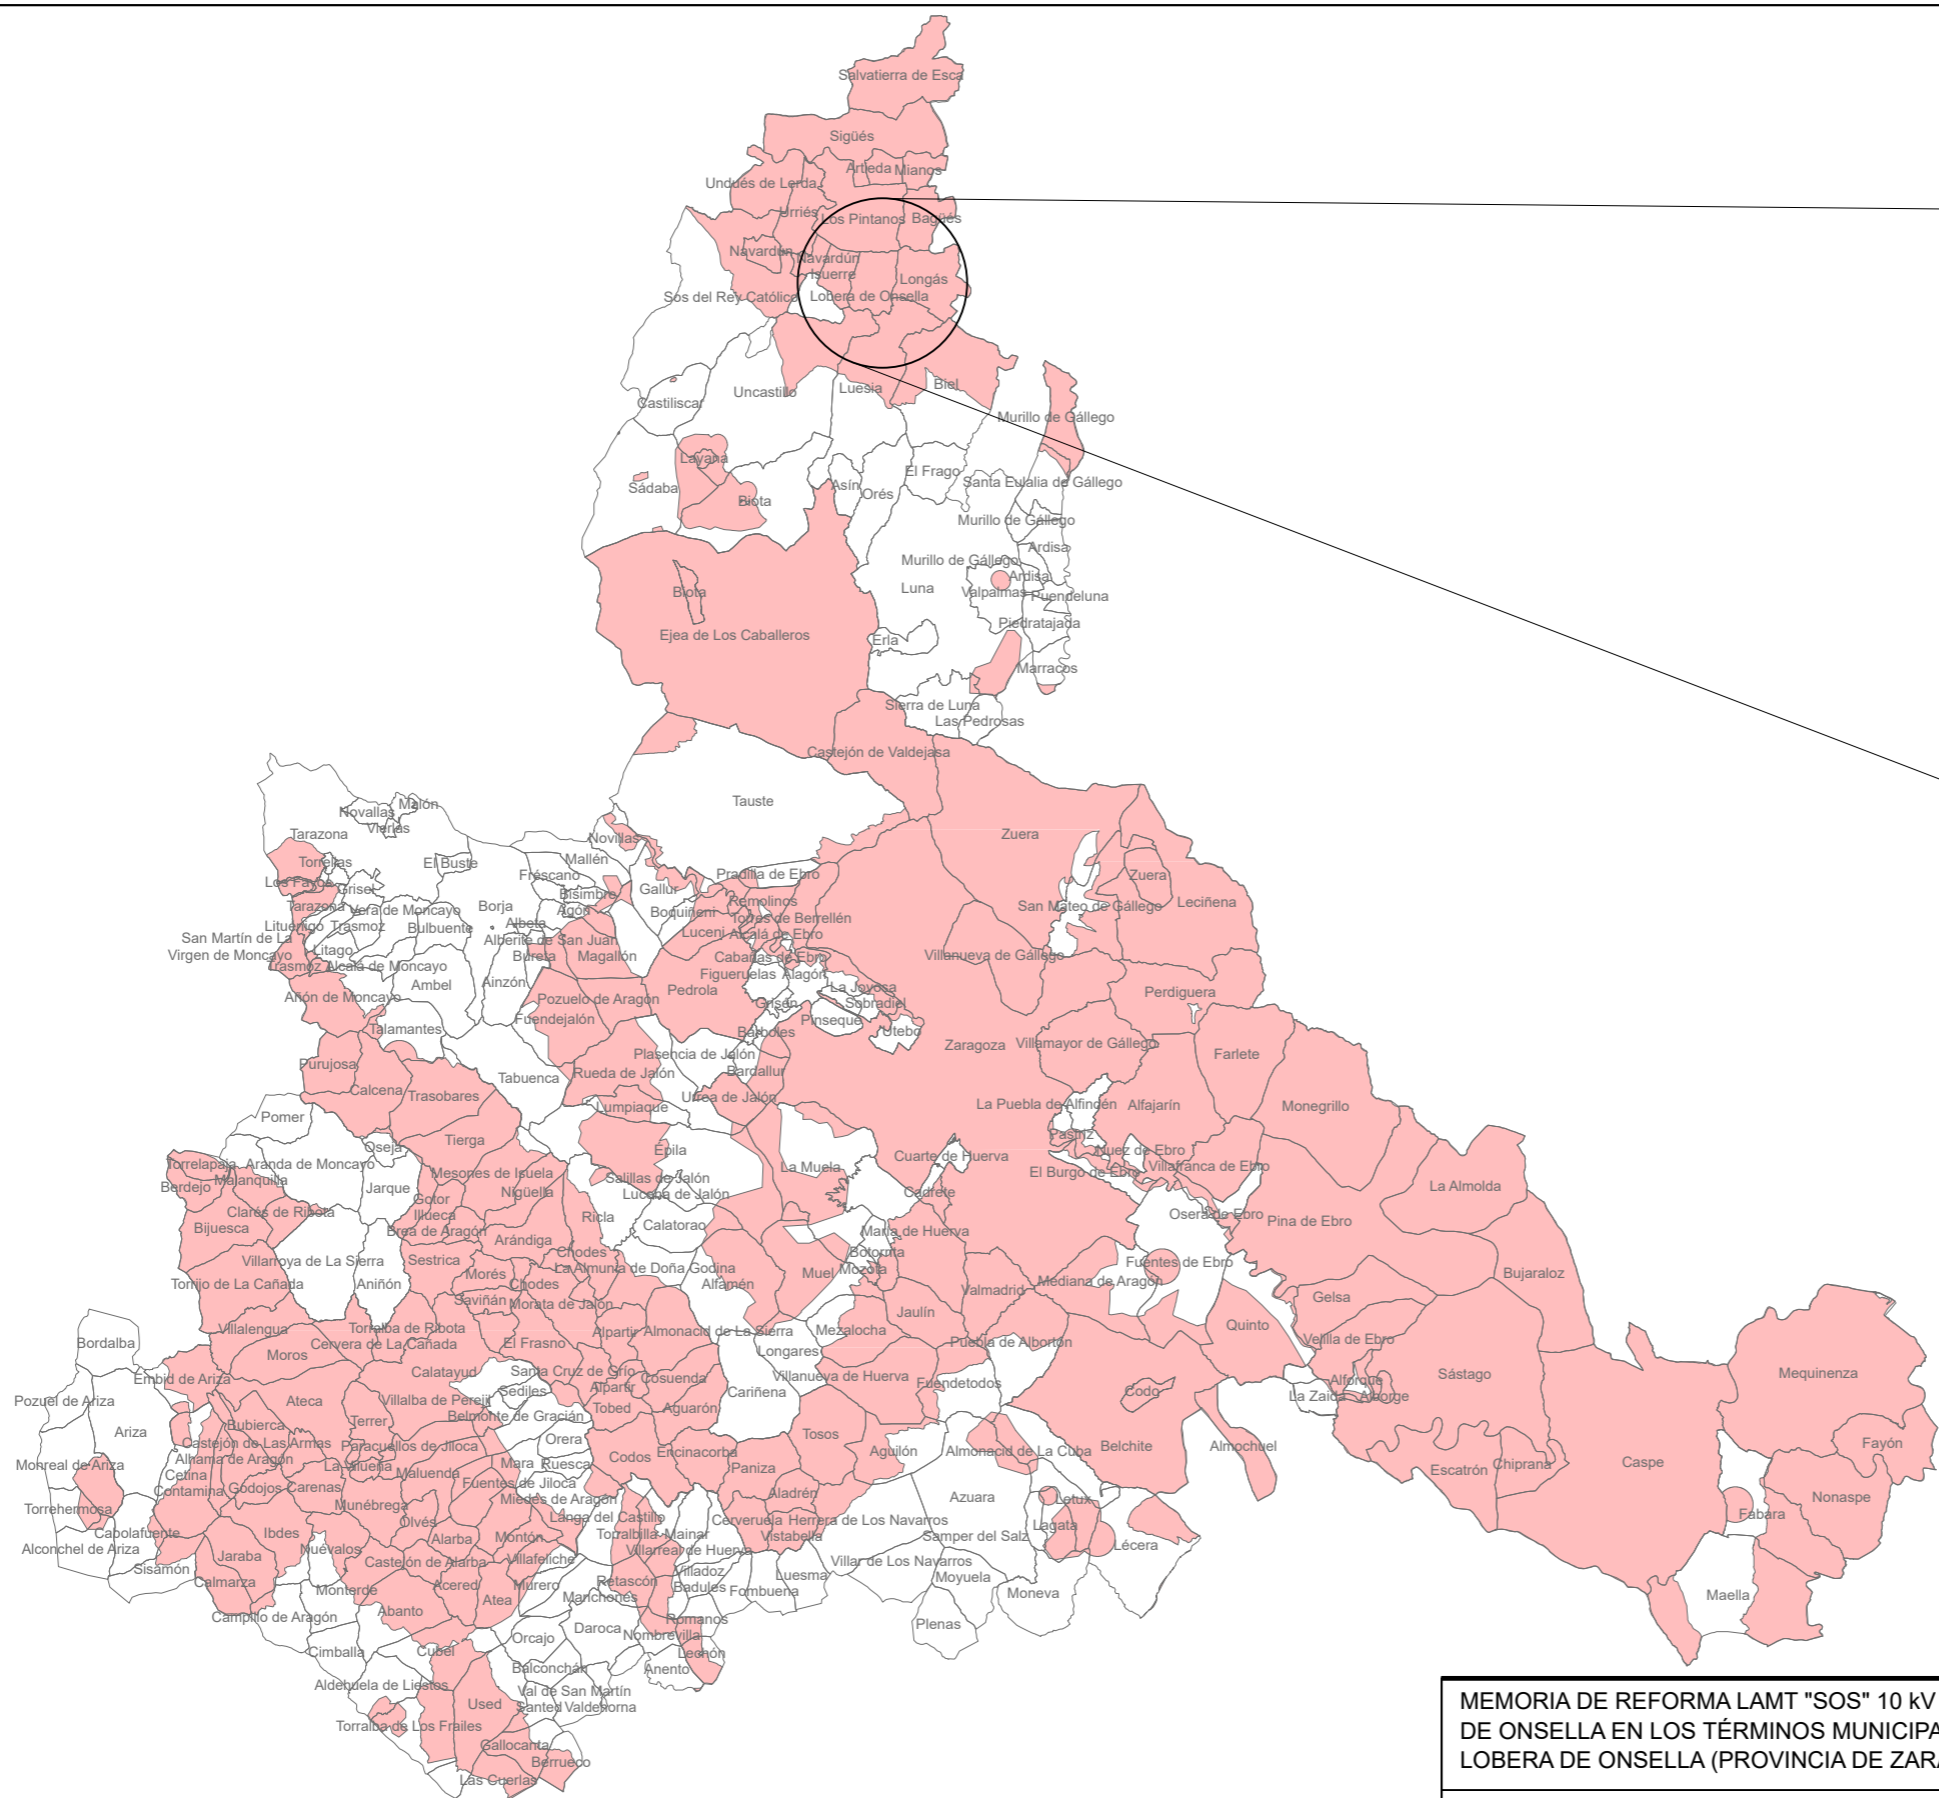 Salvatierra de Esca
Sigüés
Artieda
Mianos
Undués de Lerda
Urriés
Los Pintanos
Bagüés
Navardún
Navardún
Isuerre
Longás
Sos del Rey Católico
Lobera de Onsella
Uncastillo
Luesia
Biel
Castiliscar
Murillo de Gállego
Layana
Sádaba
Biota
Asín
Orés
El Frago
Santa Eulalia de Gállego
Murillo de Gállego
Ardisa
Murillo de Gállego
Ardisa
Luna
Valpalmas
Puendeluna
Biota
Piedratajada
Ejea de Los Caballeros
Erla
Marracos
Sierra de Luna
Las Pedrosas
Castejón de Valdejasa
Tauste
Novallas
Malón
Vierlas
Tarazona
Novillas
Zuera
Torrellas
El Buste
Mallén
Los Fayos
Grisel
Fréscano
Bisimbre
Gallur
Pradilla de Ebro
Zuera
Tarazona
Vera de Moncayo
Borja
Agón
Boquiñeni
Remolinos
San Mateo de Gállego
Leciñena
Lituénigo
Trasmoz
Bulbuente
Albeta
Luceni
Torres de Berrellén
Alcalá de Ebro
San Martín de La
Virgen de Moncayo
Litago
Alberite de San Juan
Bureta
Magallón
Cabañas de Ebro
Villanueva de Gállego
Trasmoz
Alcalá de Moncayo
Figueruelas
Alagón
Ambel
Ainzón
Pedrola
La Joyosa
Perdiguera
Añón de Moncayo
Pozuelo de Aragón
Grisén
Sobradiel
Talamantes
Fuendejalón
Bárboles
Pinseque
Utebo
Zaragoza
Villamayor de Gállego
Farlete
Purujosa
Plasencia de Jalón
Bardallur
Calcena
Trasobares
Tabuenca
Rueda de Jalón
Urrea de Jalón
Pomer
Lumpiaque
La Puebla de Alfindén
Alfajarín
Monegrillo
Oseja
Tierga
Épila
Pastriz
Nuez de Ebro
Torrelapaja
Aranda de Moncayo
Malanquilla
Mesones de Isuela
La Muela
Cuarte de Huerva
El Burgo de Ebro
Villafranca de Ebro
Berdejo
Jarque
Nigüella
Salillas de Jalón
Lucena de Jalón
Cadrete
La Almolda
Clarés de Ribota
Gotor
Illueca
Ricla
Calatorao
Osera de Ebro
Pina de Ebro
Bijuesca
Brea de Aragón
Arándiga
María de Huerva
Villarroya de La Sierra
Sestrica
Chodes
Botorrita
Fuentes de Ebro
Torrijo de La Cañada
Aniñón
Morés
Chodes
La Almunia de Doña Godina
Alfamén
Muel
Mozota
Mediana de Aragón
Bujaraloz
Saviñán
Morata de Jalón
Valmadrid
Gelsa
Villalengua
Torralba de Ribota
Jaulín
Bordalba
Moros
Cervera de La Cañada
El Frasno
Alpartir
Almonacid de La Sierra
Mezalocha
Puebla de Albortón
Quinto
Velilla de Ebro
Longares
Embid de Ariza
Calatayud
Santa Cruz de Grío
Cosuenda
Villanueva de Huerva
Fuendetodos
Codo
Alforque
Sástago
Mequinenza
Pozuel de Ariza
Ateca
Villalba de Perejil
Sediles
Alpartir
Cariñena
La Zaida
Alborge
Ariza
Bubierca
Terrer
Belmonte de Gracián
Tobed
Aguarón
Castejón de Las Armas
Paracuellos de Jiloca
Orera
Encinacorba
Tosos
Aguilón
Almonacid de La Cuba
Belchite
Almochuel
Fayón
Monreal de Ariza
Alhama de Aragón
La Vilueña
Maluenda
Mara
Ruesca
Codos
Paniza
Escatrón
Chiprana
Caspe
Cetina
Contamina
Godojos
Carenas
Fuentes de Jiloca
Miedes de Aragón
Aladrén
Azuara
Letux
Nonaspe
Torrehermosa
Munébrega
Olvés
Langa del Castillo
Cerveruela
Herrera de Los Navarros
Lagata
Fabara
Cabolafuente
Ibdes
Alarba
Montón
Torralbilla
Mainar
Vistabella
Samper del Salz
Lécera
Alconchel de Ariza
Nuévalos
Villarreal de Huerva
Sisamón
Jaraba
Castejón de Alarba
Villafeliche
Villadoz
Villar de Los Navarros
Calmarza
Monterde
Acered
Murero
Retascón
Badules
Luesma
Moyuela
Abanto
Atea
Manchones
Fombuena
Moneva
Maella
Campillo de Aragón
Romanos
Plenas
Cimballa
Cubel
Orcajo
Daroca
Nombrevilla
Lechón
Aldehuela de Liestos
Balconchán
Anento
Used
Val de San Martín
Santed
Valdehorna
Torralba de Los Frailes
Gallocanta
Berrueco
Las Cuerlas
MEMORIA DE REFORMA LAMT "SOS" 10 kV
DE ONSELLA EN LOS TÉRMINOS MUNICIPA
LOBERA DE ONSELLA (PROVINCIA DE ZARA